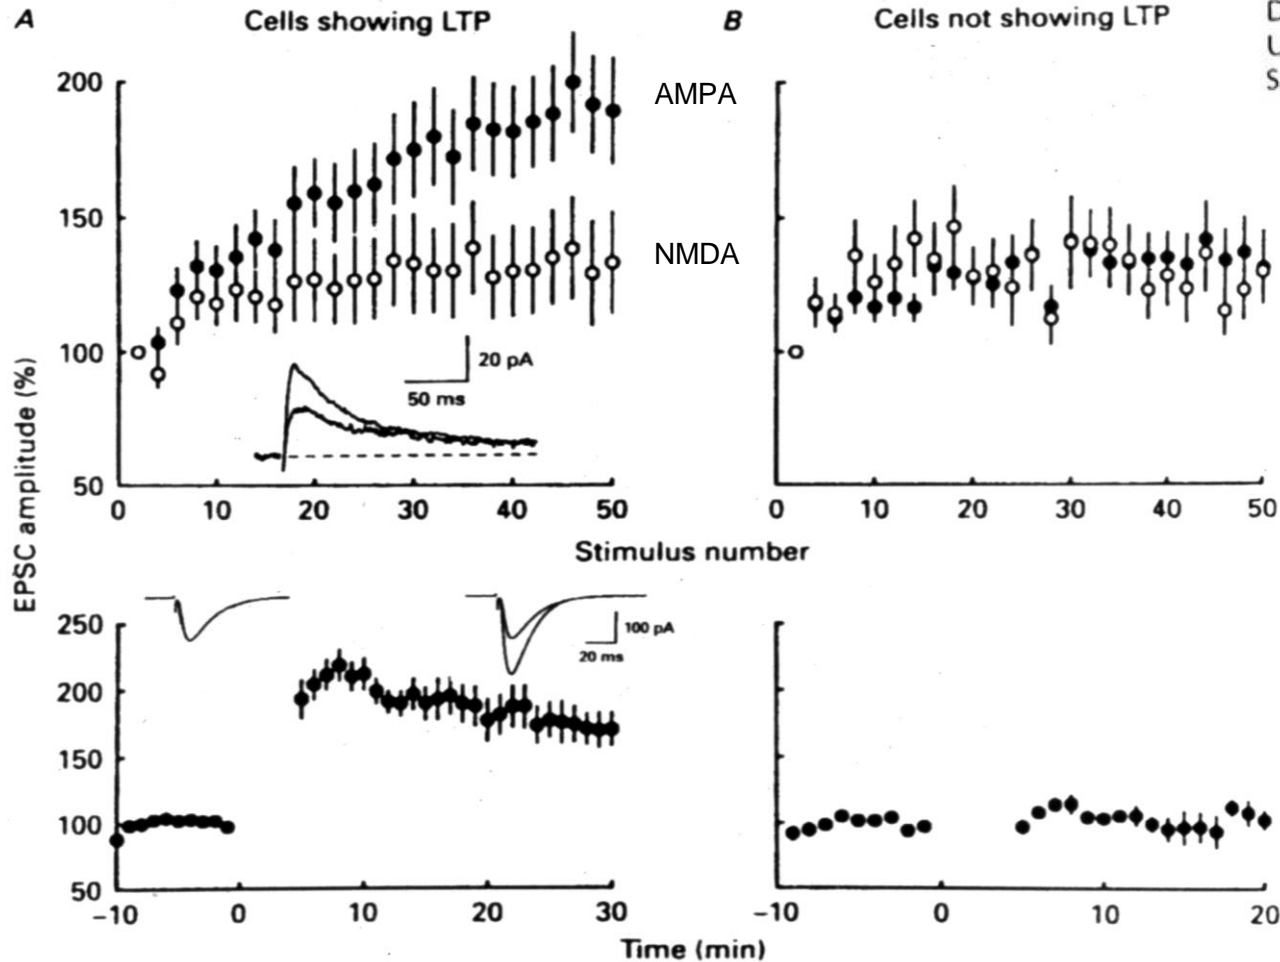 A Cells showing LTP B Cells not showing LTP
D
U
S
200
AMPA
150
NMDA
100
20 pA
50 ms
50 50
0 10 20 30 40 50 0 10 20 30 40 50
EPSC amplitude (%)
Stimulus number
250
100 pA
20 ms
200
150
100
50
−10 0 10 20 30 −10 0 10 20
Time (min)